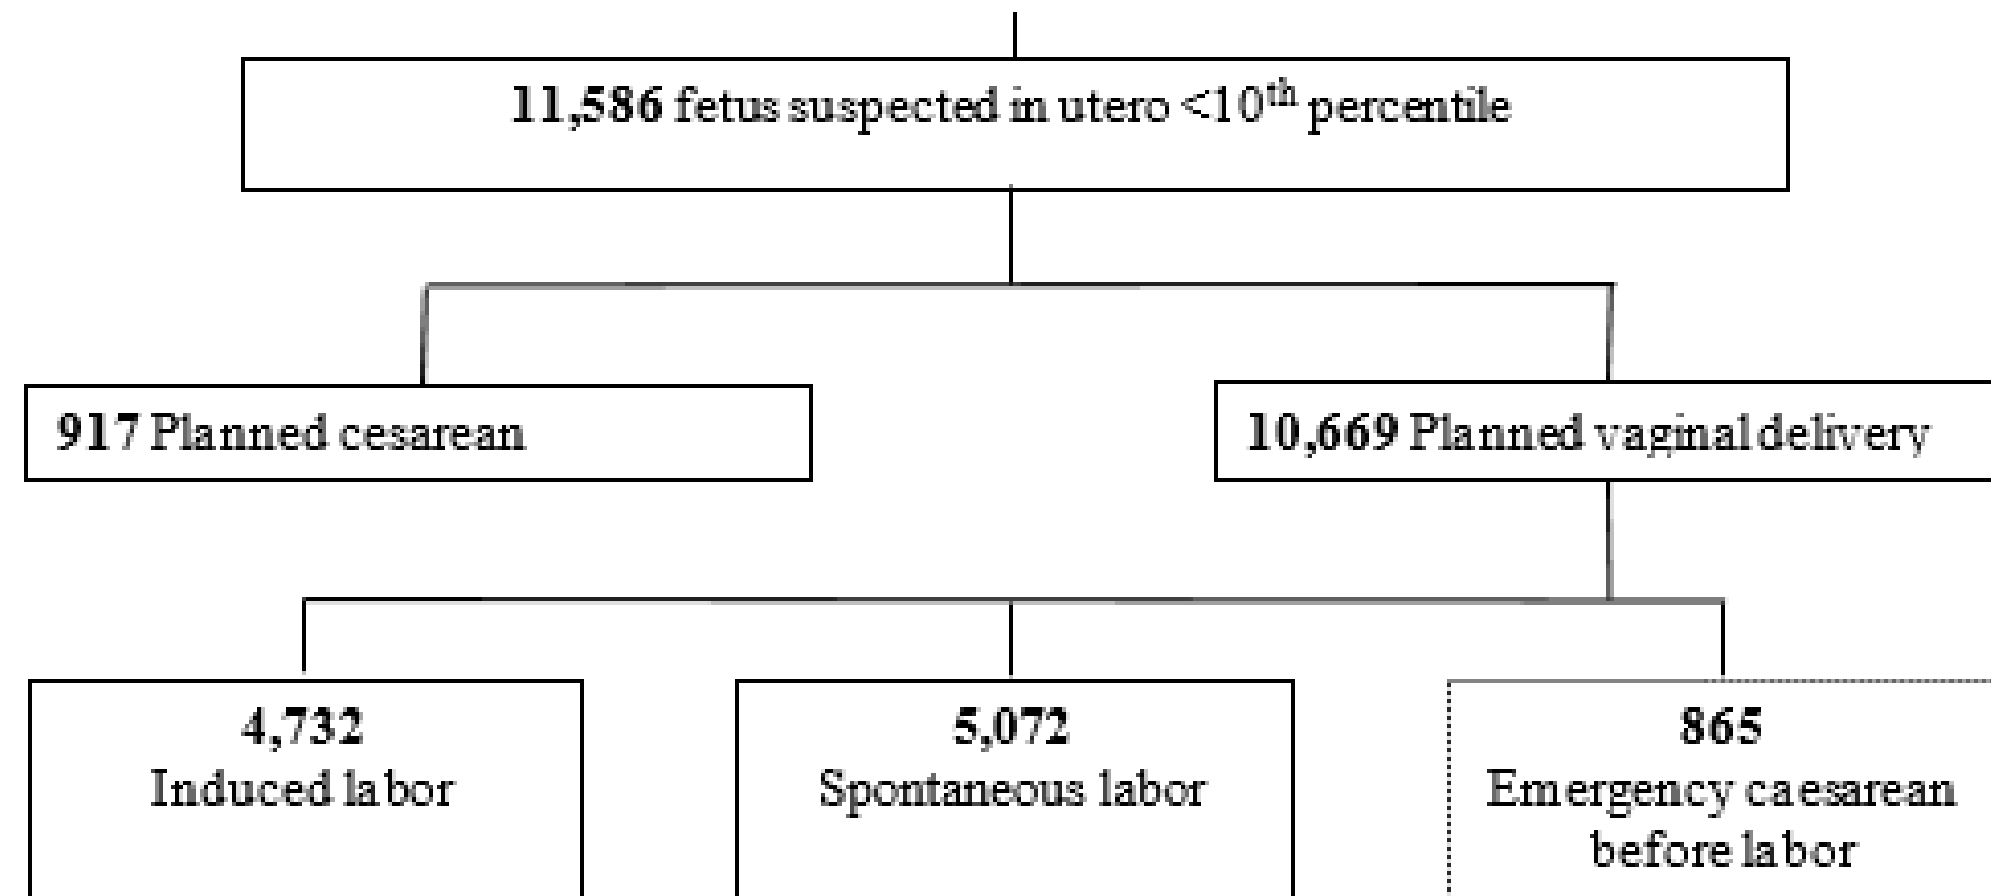 11,586 fetus suspected in utero <10th percentile
917 Planned cesarean
10,669 Planned vaginal delivery
4,732
Induced labor
5,072
Spontaneous labor
865
Emergency caesarean
before labor